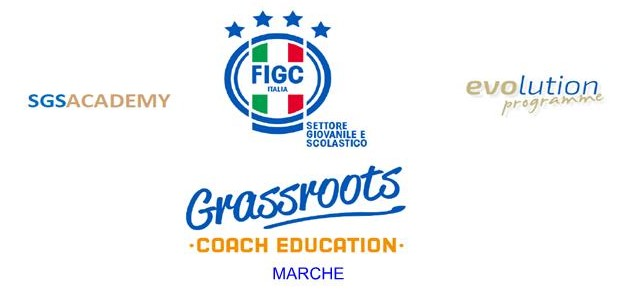 FIGC
ITALIA
SGSACADEMY
evolution
programme
SETTORE
GIOVANILE E
SCOLASTICO
Grassroots
•COACH EDUCATION•
MARCHE